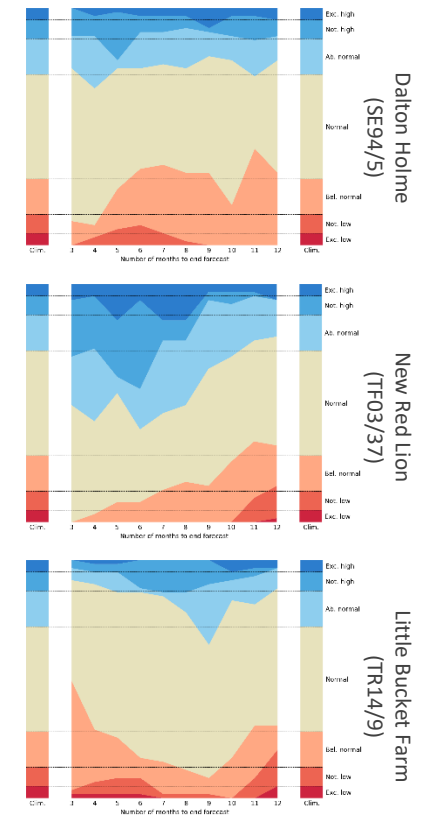 Exc. high
Not. high
Ab. normal
Normal
Bel. normal
Not. low
Exc. low
Clim.
3 4 5 6 7 8 9 10 11 12
Clim.
Number of months to end forecast
Dalton Holme
(SE94/5)
Exc. high
Not. high
Ab. normal
Normal
Bel. normal
Not. low
Exc. low
Clim.
3 4 5 6 7 8 9 10 11 12
Clim.
Number of months to end forecast
New Red Lion
(TF03/37)
Exc. high
Not. high
Ab. normal
Normal
Bel. normal
Not. low
Exc. low
Clim.
3 4 5 6 7 8 9 10 11 12
Clim.
Number of months to end forecast
Little Bucket Farm
(TR14/9)